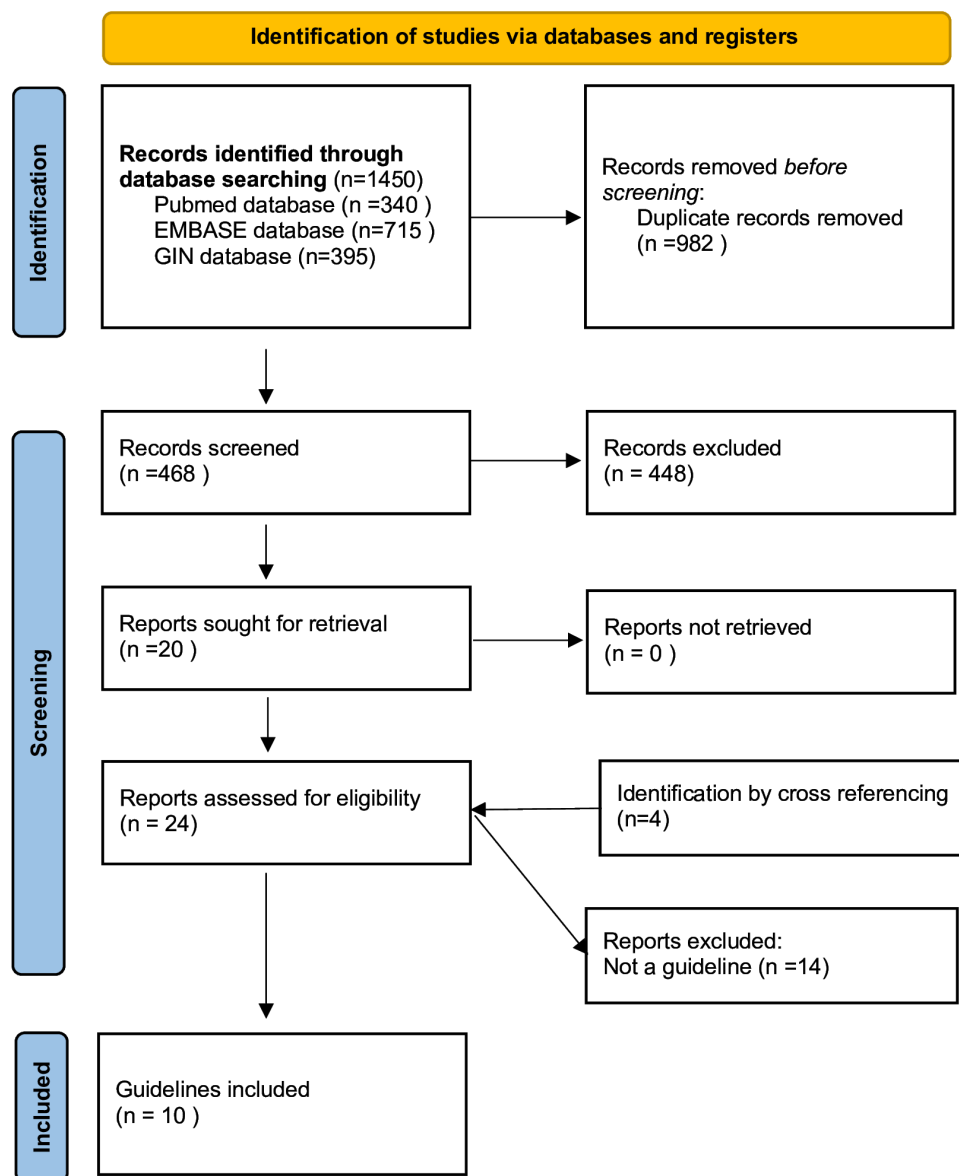 Identification of studies via databases and registers
Identification
Records identified through
database searching (n=1450)
Pubmed database (n =340 )
EMBASE database (n=715 )
GIN database (n=395)
Records removed before
screening:
Duplicate records removed
(n =982 )
Screening
Records screened
(n =468 )
Records excluded
(n = 448)
Reports sought for retrieval
(n =20 )
Reports not retrieved
(n = 0 )
Reports assessed for eligibility
(n = 24)
Identification by cross referencing
(n=4)
Reports excluded:
Not a guideline (n =14)
Included
Guidelines included
(n = 10 )